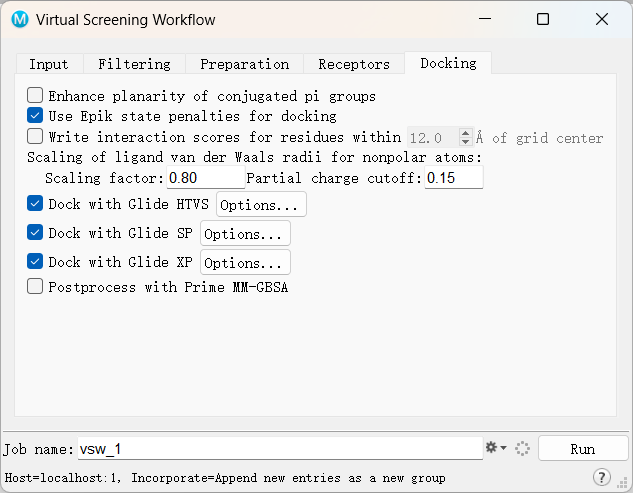 M Virtual Screening Workflow
Input Filtering Preparation Receptors Docking
Enhance planarity of conjugated pi groups
Use Epik state penalties for docking
Write interaction scores for residues within 12.0 Å of grid center
Scaling of ligand van der Waals radii for nonpolar atoms:
Scaling factor: 0.80 Partial charge cutoff: 0.15
Dock with Glide HTVS Options...
Dock with Glide SP Options...
Dock with Glide XP Options...
Postprocess with Prime MM-GBSA
Job name: vsw_1 Run
Host=localhost:1, Incorporate=Append new entries as a new group ?